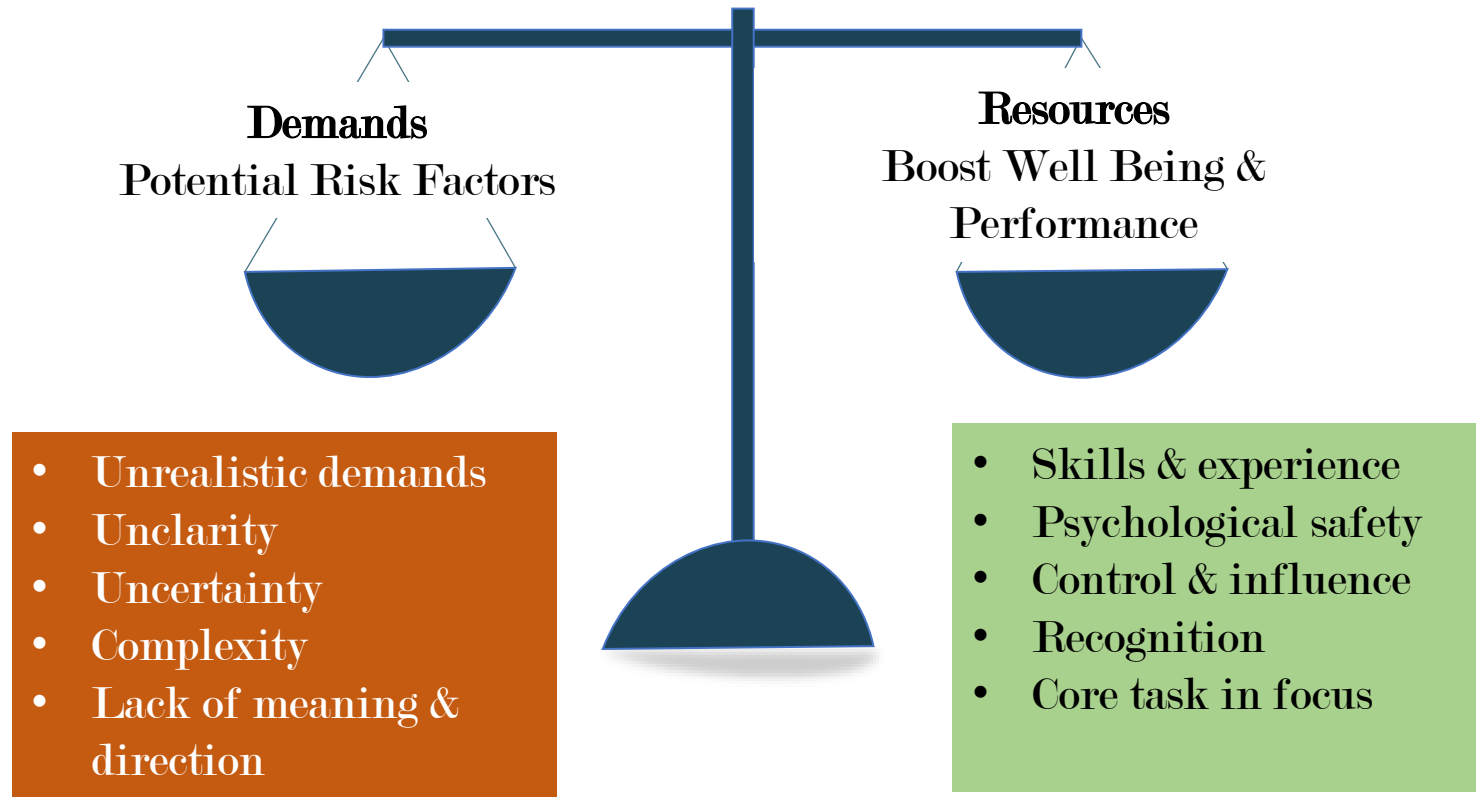 Demands
Potential Risk Factors
Resources
Boost Well Being &
Performance
• Unrealistic demands
• Unclarity
• Uncertainty
• Complexity
• Lack of meaning &
direction
• Skills & experience
• Psychological safety
• Control & influence
• Recognition
• Core task in focus